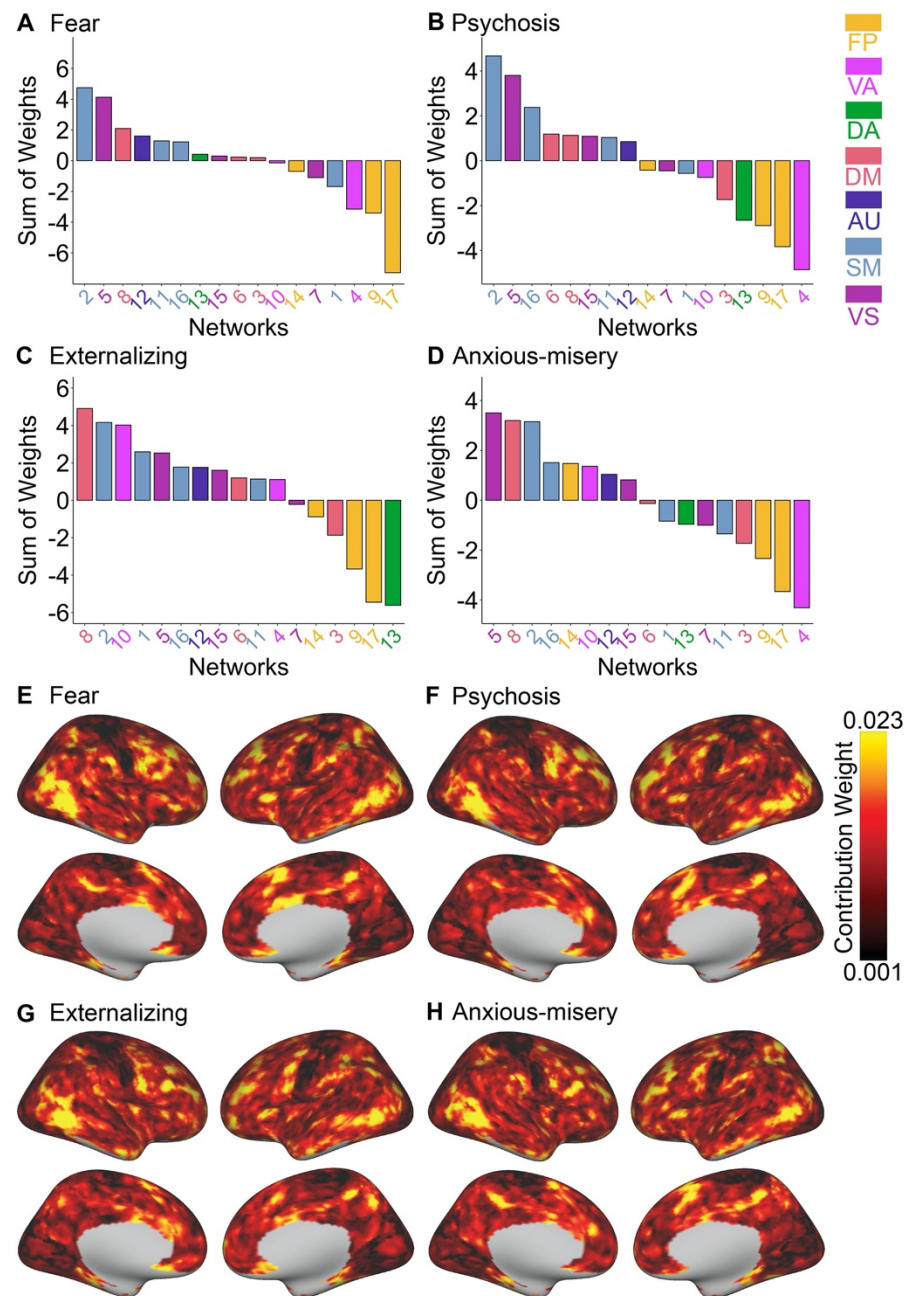 A Fear
Sum of Weights
6
4
2
0
-2
-4
-6
2 5 8 12 11 16 13 15 6 3 10 14 7 1 4 9 17
Networks
B Psychosis
Sum of Weights
4
2
0
-2
-4
2 5 16 6 8 15 11 12 14 7 1 10 3 13 9 17 4
Networks
FP
VA
DA
DM
AU
SM
VS
C Externalizing
Sum of Weights
6
4
2
0
-2
-4
-6
8 2 10 1 5 16 12 15 6 11 4 7 14 3 9 17 13
Networks
D Anxious-misery
Sum of Weights
4
2
0
-2
-4
5 8 2 16 14 10 12 15 6 1 13 7 11 3 9 17 4
Networks
E Fear
F Psychosis
0.023
Contribution Weight
0.001
G Externalizing
H Anxious-misery